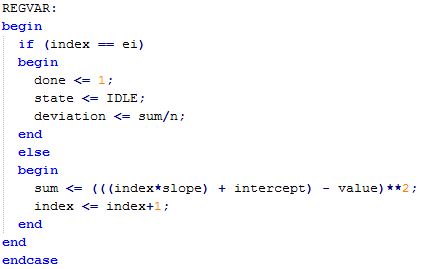 REGVAR:
begin
if (index == ei)
begin
done <= 1;
state <= IDLE;
deviation <= sum/n;
end
else
begin
sum <= (((index*slope) + intercept) - value)**2;
index <= index+1;
end
end
endcase